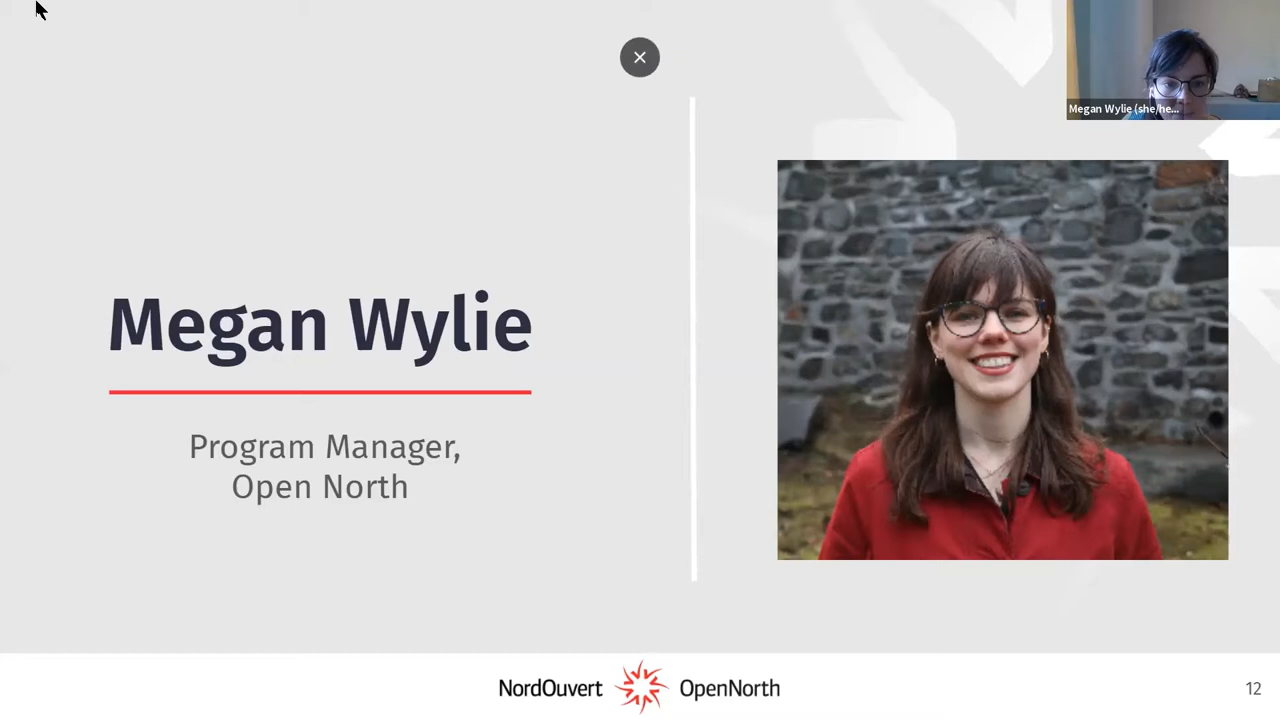 Megan Wylie (she/he...
Megan Wylie
Program Manager,
Open North
NordOuvert OpenNorth
12